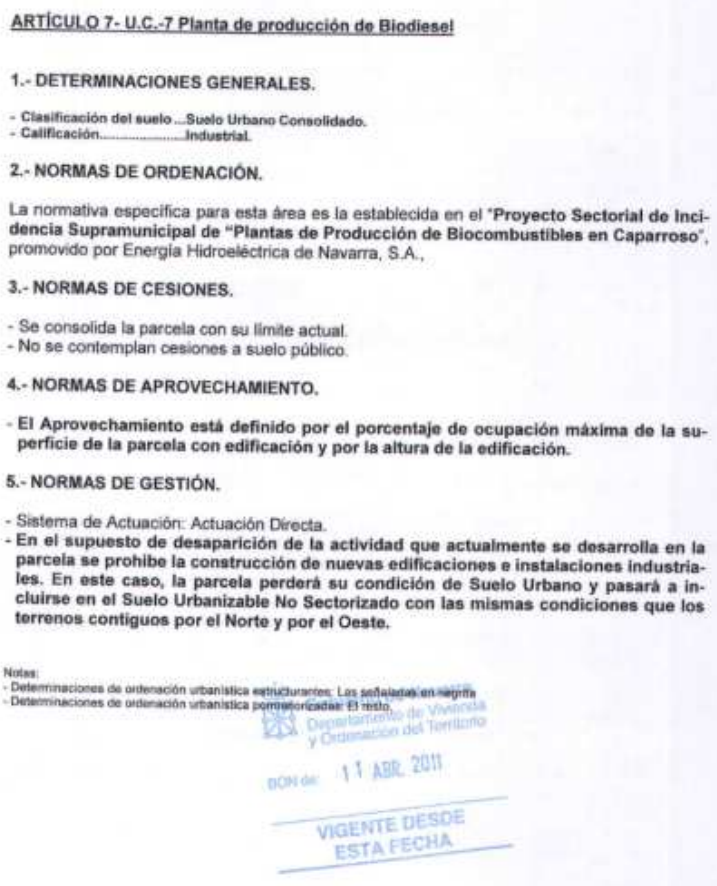 ARTÍCULO 7- U.C.-7 Planta de producción de Biodiesel
1.- DETERMINACIONES GENERALES.
- Clasificación del suelo ...Suelo Urbano Consolidado.
- Calificación......................Industrial.
2.- NORMAS DE ORDENACIÓN.
La normativa especifica para esta área es la establecida en el "Proyecto Sectorial de Inci-
dencia Supramunicipal de "Plantas de Producción de Biocombustibles en Caparroso",
promovido por Energía Hidroeléctrica de Navarra, S.A.,
3.- NORMAS DE CESIONES.
- Se consolida la parcela con su límite actual.
- No se contemplan cesiones a suelo público.
4.- NORMAS DE APROVECHAMIENTO.
- El Aprovechamiento está definido por el porcentaje de ocupación máxima de la su-
perficie de la parcela con edificación y por la altura de la edificación.
5.- NORMAS DE GESTIÓN.
- Sistema de Actuación: Actuación Directa.
- En el supuesto de desaparición de la actividad que actualmente se desarrolla en la
parcela se prohibe la construcción de nuevas edificaciones e instalaciones industria-
les. En este caso, la parcela perderá su condición de Suelo Urbano y pasará a in-
cluirse en el Suelo Urbanizable No Sectorizado con las mismas condiciones que los
terrenos contiguos por el Norte y por el Oeste.
Notas:
- Determinaciones de ordenación urbanística estructurantes: Las señaladas en negrita
- Determinaciones de ordenación urbanística pormenorizadas: El resto.
Departamento de Vivienda
y Ordenación del Territorio
BON de: 11 ABR. 2011
VIGENTE DESDE
ESTA FECHA